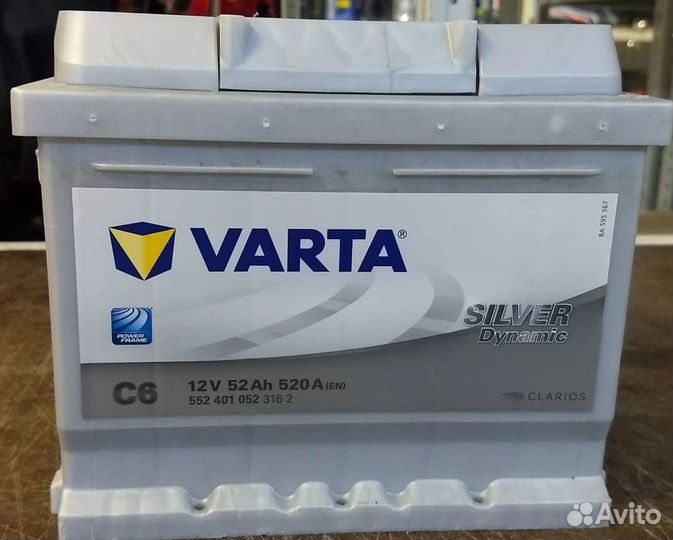 VARTA®
RA 595 567
SILVER
Dynamic
POWER
FRAME
C6
12V 52Ah 520A (EN)
552 401 052 316 2
CLARIOS
Avito